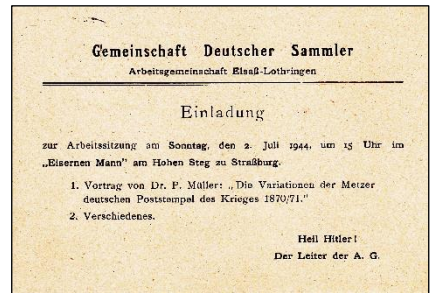 Gemeinschaft Deutscher Sammler
Arbeitsgemeinschaft Elsaß-Lothringen
Einladung
zur Arbeitssitzung am Sonntag, den 2. Juli 1944, um 15 Uhr im
„Eisernen Mann" am Hohen Steg zu Straßburg.
1. Vortrag von Dr. P. Müller: „Die Variationen der Metzer
deutschen Poststempel des Krieges 1870/71."
2. Verschiedenes.
Heil Hitler!
Der Leiter der A. G.